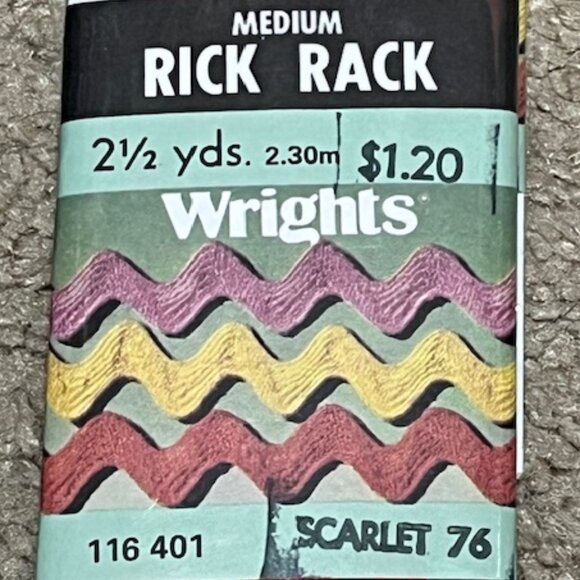 MEDIUM
RICK RACK
2½ yds. 2.30m $1.20
Wrights
116 401 SCARLET 76